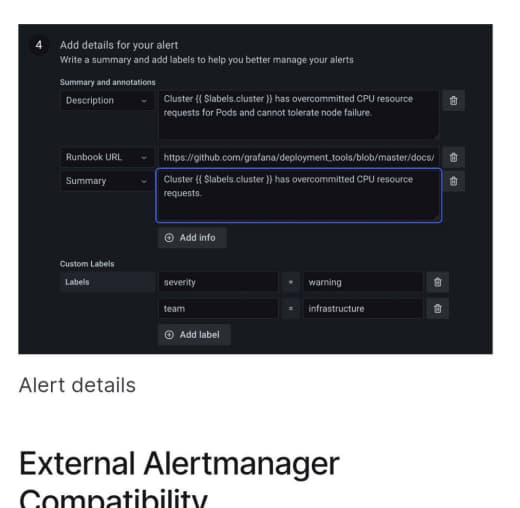 4 Add details for your alert
Write a summary and add labels to help you better manage your alerts
Summary and annotations
Description
Cluster {{ $labels.cluster }} has overcommitted CPU resource
requests for Pods and cannot tolerate node failure.
Runbook URL
https://github.com/grafana/deployment_tools/blob/master/docs/
Summary
Cluster {{ $labels.cluster }} has overcommitted CPU resource
requests.
Add info
Custom Labels
Labels
severity = warning
team = infrastructure
Add label
Alert details
External Alertmanager
Compatibility